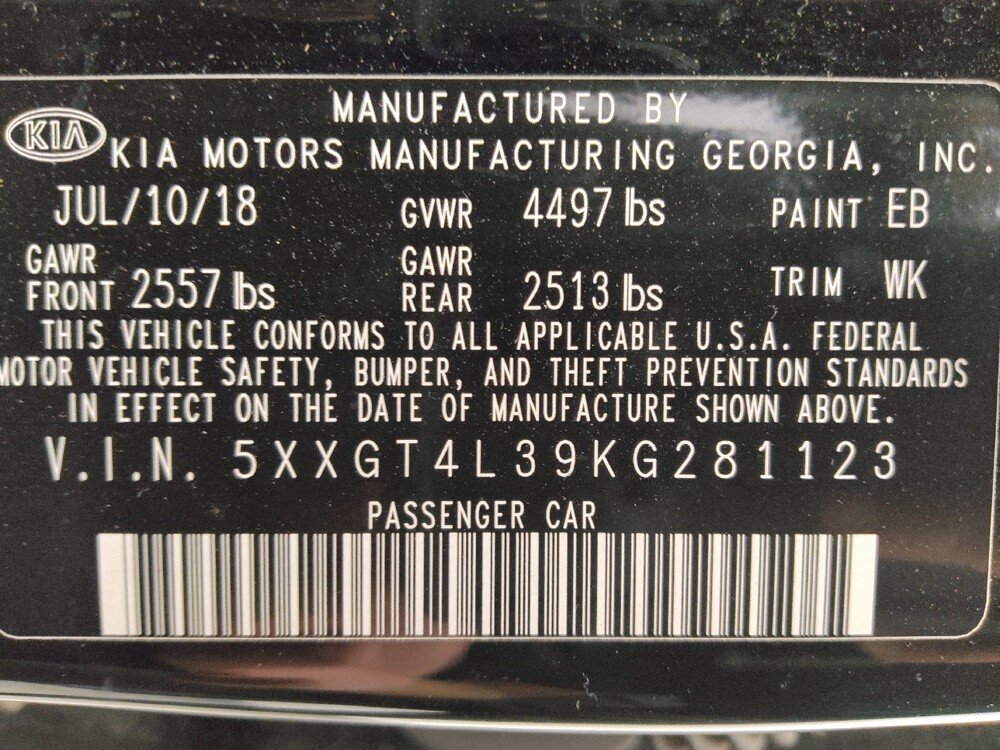 MANUFACTURED BY
KIA KIA MOTORS MANUFACTURING GEORGIA, INC.
JUL/10/18 GVWR 4497 lbs PAINT EB
GAWR FRONT 2557 lbs GAWR REAR 2513 lbs TRIM WK
THIS VEHICLE CONFORMS TO ALL APPLICABLE U.S.A. FEDERAL
MOTOR VEHICLE SAFETY, BUMPER, AND THEFT PREVENTION STANDARDS
IN EFFECT ON THE DATE OF MANUFACTURE SHOWN ABOVE.
V.I.N. 5XXGT4L39KG281123
PASSENGER CAR